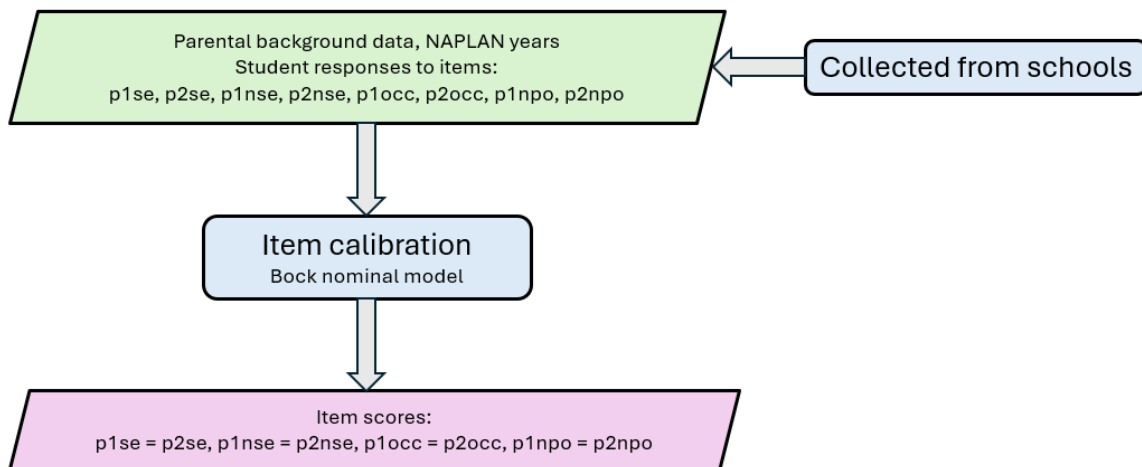 Parental background data, NAPLAN years
Student responses to items:
p1se, p2se, p1nse, p2nse, p1occ, p2occ, p1npo, p2npo
Collected from schools
Item calibration
Bock nominal model
Item scores:
p1se = p2se, p1nse = p2nse, p1occ = p2occ, p1npo = p2npo